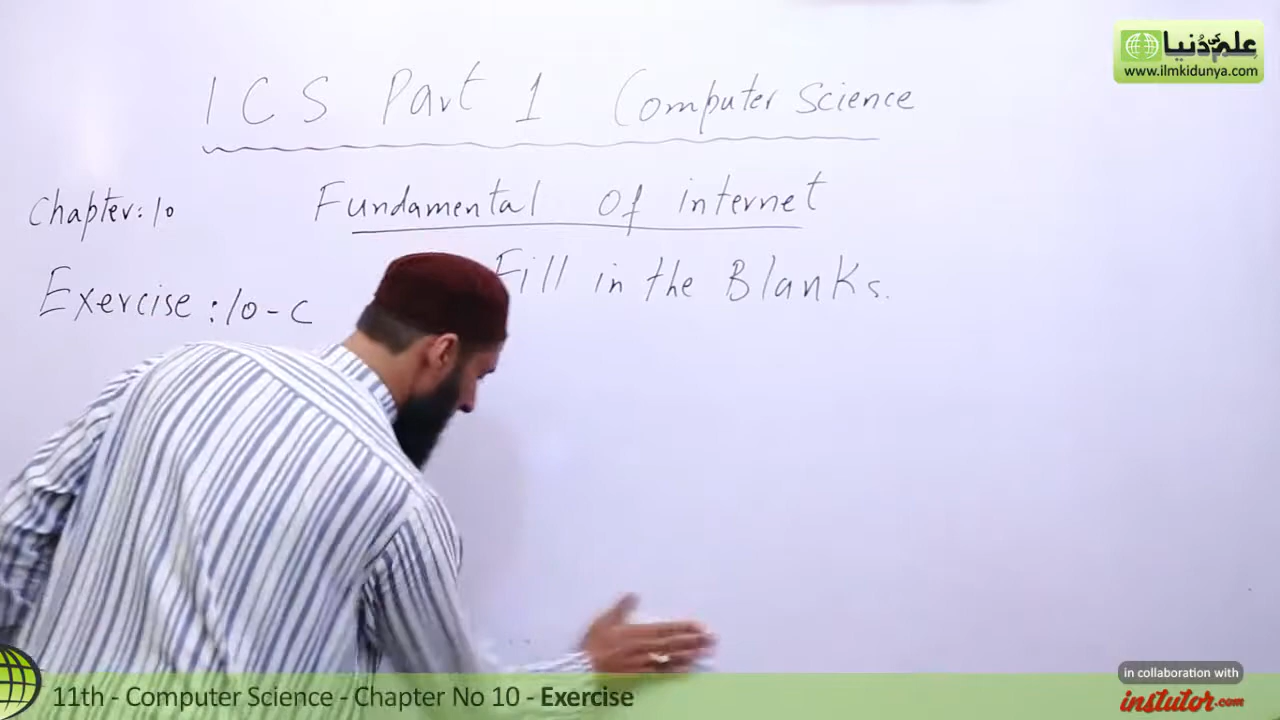 علم کی دُنیا
www.ilmkidunya.com
ICS Part 1 Computer Science
Chapter: 10 Fundamental Of internet
Exercise: 10-C Fill in the Blanks.
in collaboration with
instutor.com
11th - Computer Science - Chapter No 10 - Exercise